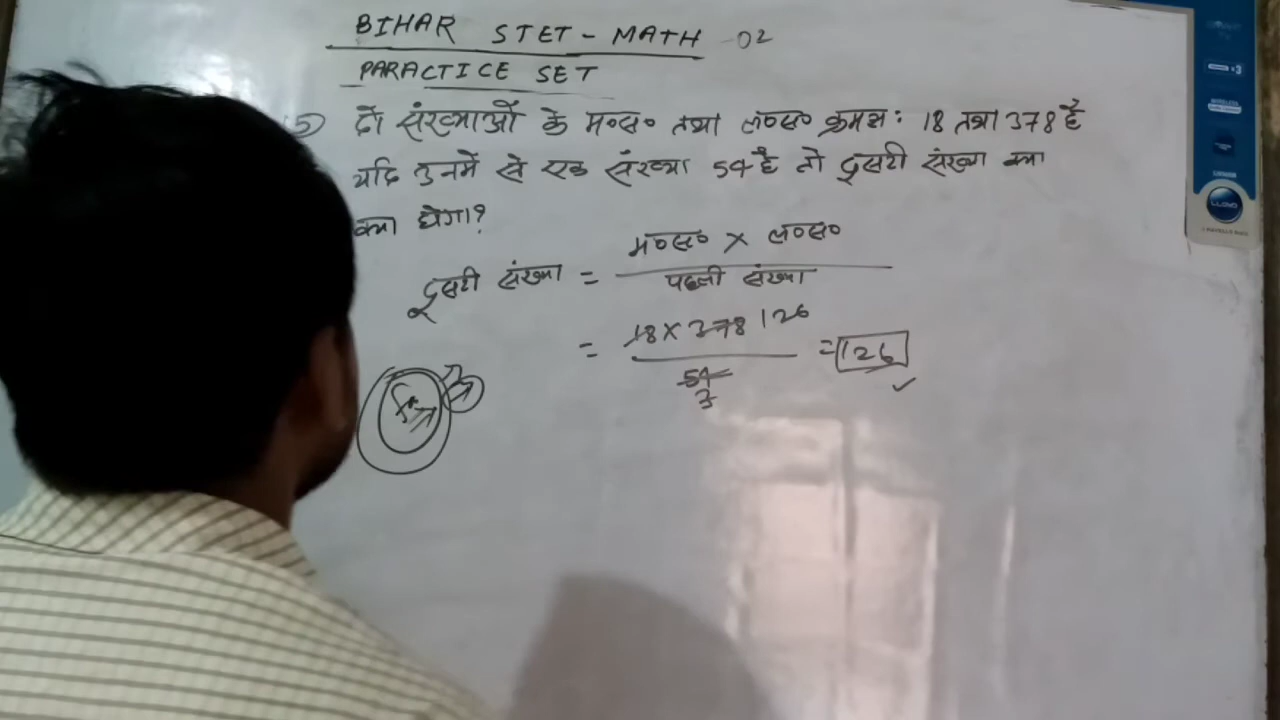 BIHAR STET - MATH - 02
PARACTICE SET
5) दो संख्याओं के म०स० तथा ल०स० क्रमशः 18 तथा 378 है
यदि उनमें से एक संख्या 54 है तो दूसरी संख्या क्या
क्या होगा?
दूसरी संख्या = म०स० × ल०स०
पहली संख्या
= 18 × 378 126 = 126
54
3